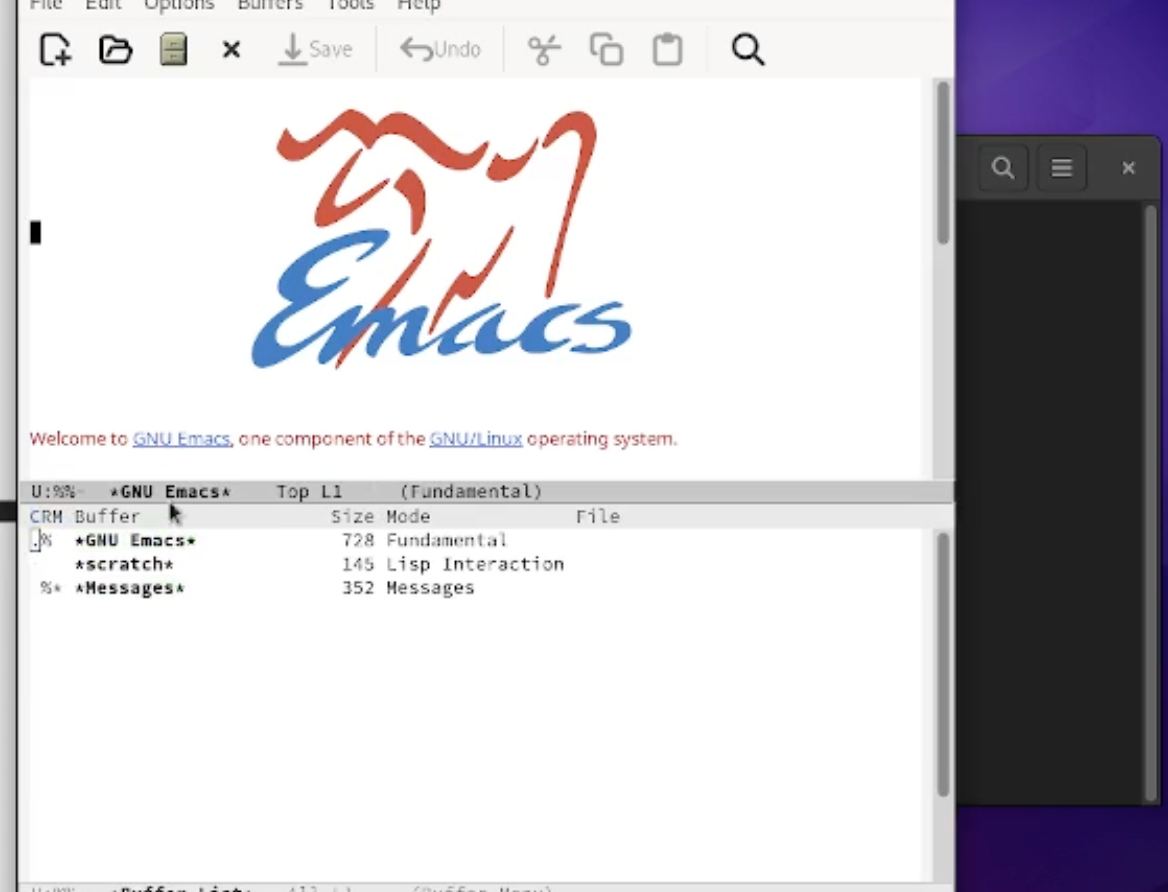 File Edit Options Buffers Tools Help
Save Undo
Emacs
Welcome to GNU Emacs, one component of the GNU/Linux operating system.
U:%%- *GNU Emacs* Top L1 (Fundamental)
CRM Buffer Size Mode File
.% *GNU Emacs* 728 Fundamental
*scratch* 145 Lisp Interaction
%* *Messages* 352 Messages
U:%%- *Buffer List* All L1 (Buffer Menu)